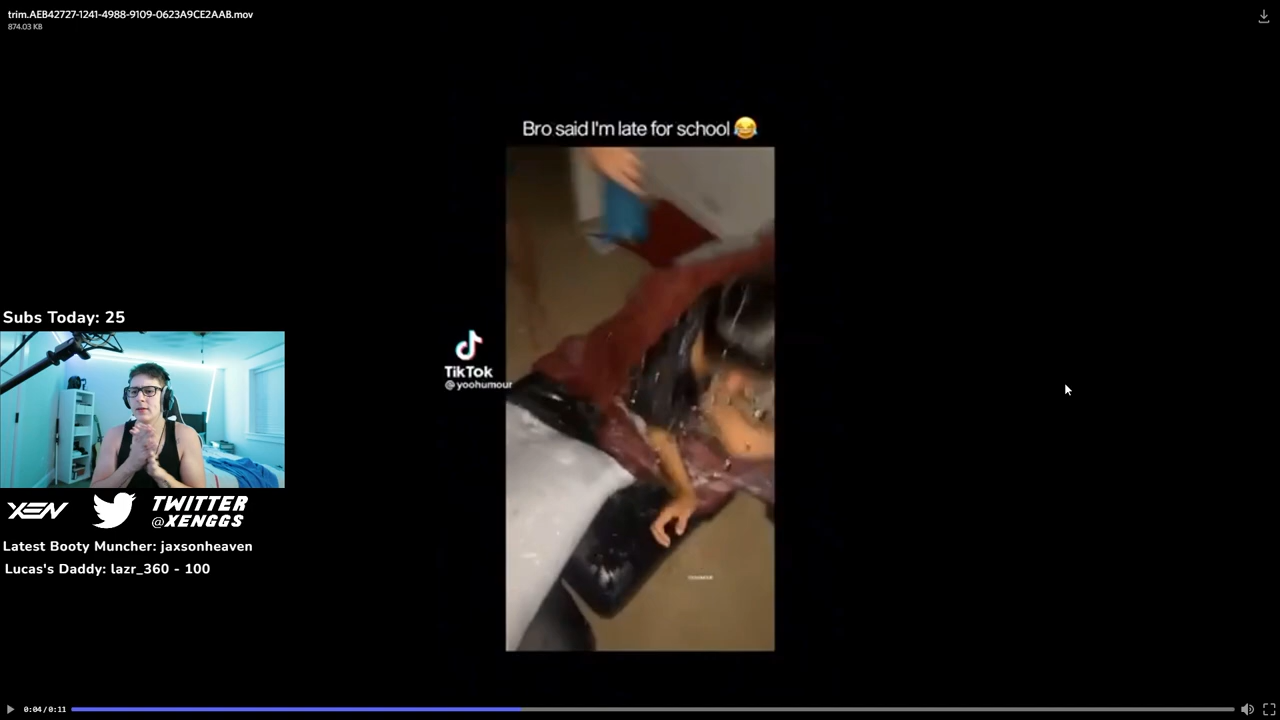 trim.AEB42727-1241-4988-9109-0623A9CE2AAB.mov
874.03 KB
Bro said I'm late for school 😂
Subs Today: 25
TikTok
@yoohumour
XEN
TWITTER
@XENGGS
Latest Booty Muncher: jaxsonheaven
Lucas's Daddy: lazr_360 - 100
0:04/0:11